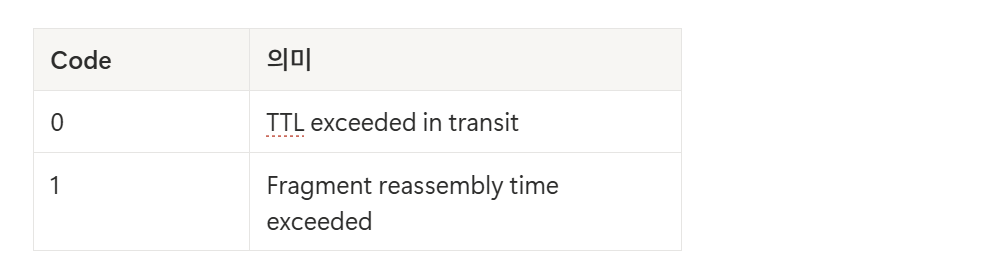 Code 의미
0 TTL exceeded in transit
1 Fragment reassembly time
exceeded